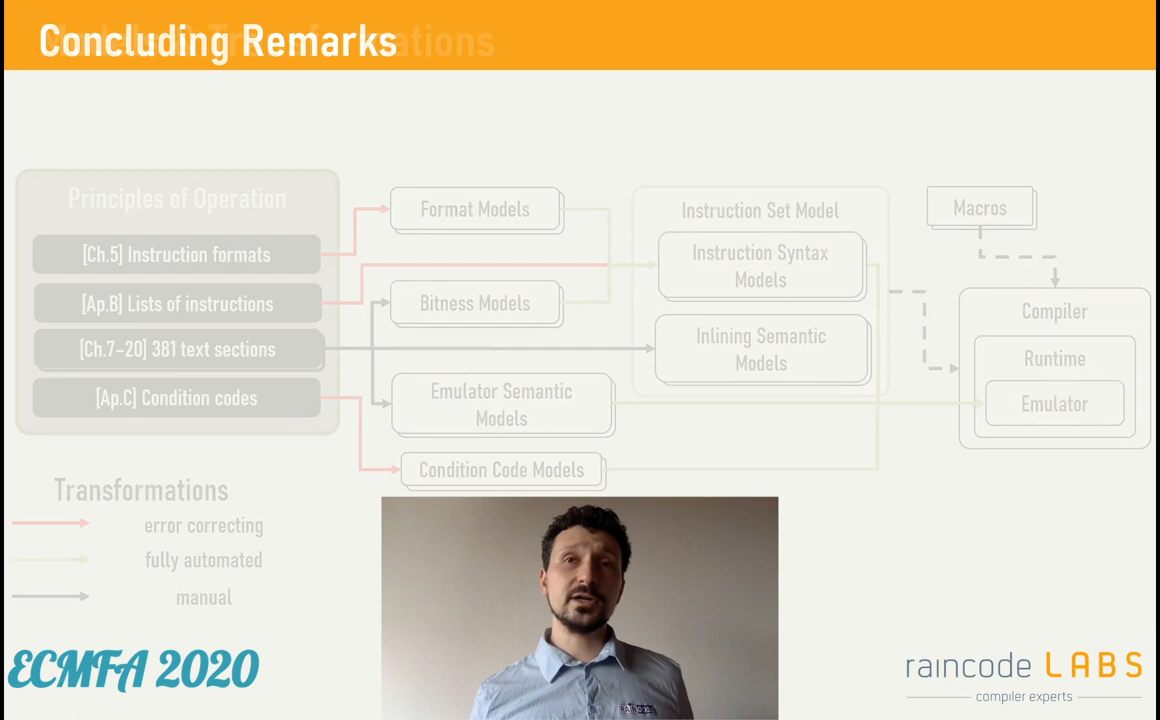 Concluding Remarks
Principles of Operation
[Ch.5] Instruction formats
[Ap.B] Lists of instructions
[Ch.7–20] 381 text sections
[Ap.C] Condition codes
Format Models
Bitness Models
Emulator Semantic
Models
Condition Code Models
Instruction Set Model
Instruction Syntax
Models
Inlining Semantic
Models
Macros
Compiler
Runtime
Emulator
Transformations
error correcting
fully automated
manual
ECMFA 2020
raincode LABS
compiler experts